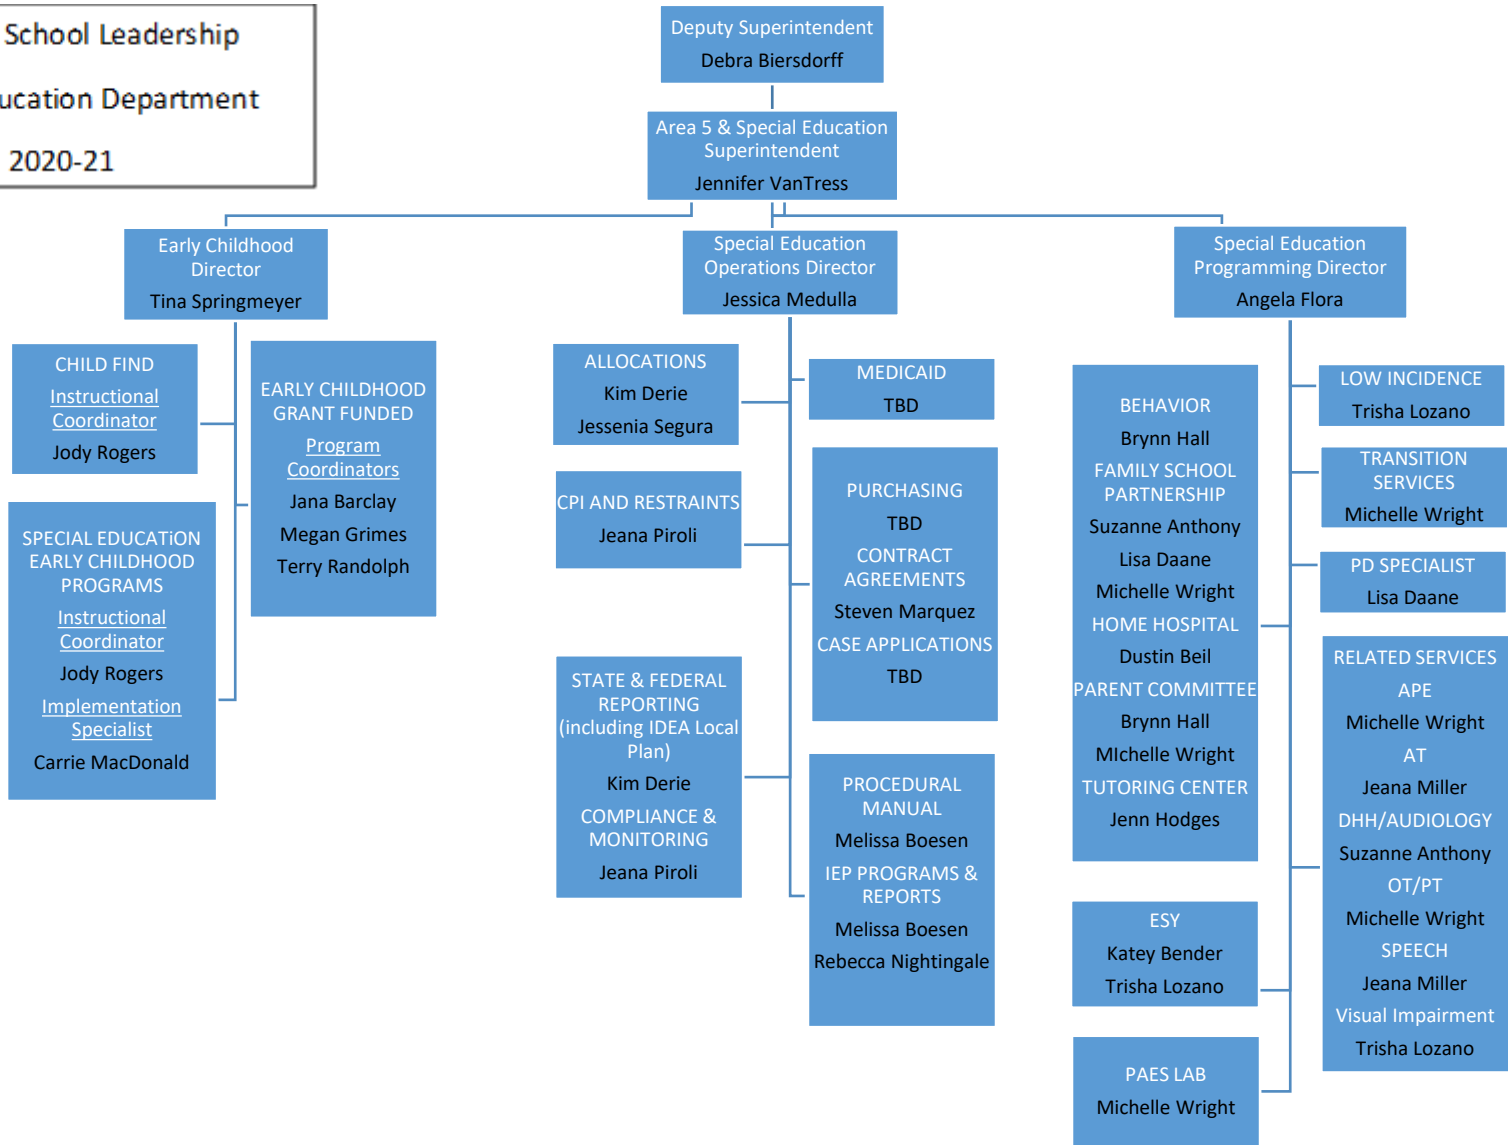 School Leadership
ucation Department
2020-21
Deputy Superintendent
Debra Biersdorff
Area 5 & Special Education
Superintendent
Jennifer VanTress
Early Childhood
Director
Tina Springmeyer
CHILD FIND
Instructional
Coordinator
Jody Rogers
EARLY CHILDHOOD
GRANT FUNDED
Program
Coordinators
Jana Barclay
Megan Grimes
Terry Randolph
SPECIAL EDUCATiON
EARLY CHILDHOOD
PROGRAMS
Instructional
Coordinator
Jody Rogers
Implementation
Specialist
Carrie MacDonald
Special Education
Operations Director
Jessica Medulla
ALLOCATIONS
Kim Derie
Jessenia Segura
MEDICAID
TBD
CPI AND RESTRAINTS
Jeana Piroli
PURCHASING
TBD
CONTRACT
AGREEMENTS
Steven Marquez
CASE APPLICATIONS
TBD
STATE & FEDERAL
REPORTING
(including IDEA Local
Plan)
Kim Derie
COMPLIANCE &
MONITORING
Jeana Piroli
PROCEDURAL
MANUAL
Melissa Boesen
IEP PROGRAMS &
REPORTS
Melissa Boesen
Rebecca Nightingale
Special Education
Programming Director
Angela Flora
BEHAVIOR
Brynn Hall
FAMILY SCHOOL
PARTNERSHIP
Suzanne Anthony
Lisa Daane
Michelle Wright
HOME HOSPITAL
Dustin Beil
PARENT COMMITTEE
Brynn Hall
MIchelle Wright
TUTORING CENTER
Jenn Hodges
LOW INCIDENCE
Trisha Lozano
TRANSITION
SERVICES
Michelle Wright
PD SPECIALIST
Lisa Daane
RELATED SERVICES
APE
Michelle Wright
AT
Jeana Miller
DHH/AUDIOLOGY
Suzanne Anthony
OT/PT
Michelle Wright
SPEECH
Jeana Miller
Visual Impairment
Trisha Lozano
ESY
Katey Bender
Trisha Lozano
PAES LAB
Michelle Wright